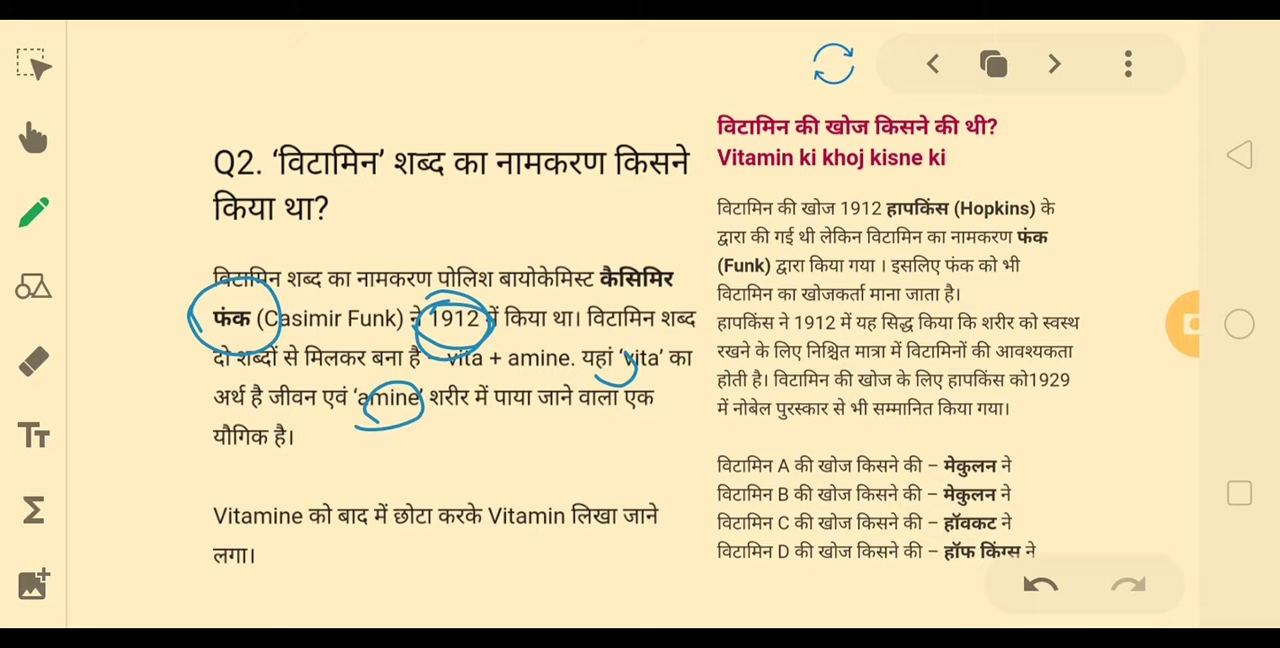 Q2. ‘विटामिन’ शब्द का नामकरण किसने
किया था?
विटामिन शब्द का नामकरण पोलिश बायोकेमिस्ट कैसिमिर
फंक (Casimir Funk) ने 1912 में किया था। विटामिन शब्द
दो शब्दों से मिलकर बना है – vita + amine. यहां ‘vita’ का
अर्थ है जीवन एवं ‘amine’ शरीर में पाया जाने वाला एक
यौगिक है।
Vitamine को बाद में छोटा करके Vitamin लिखा जाने
लगा।
विटामिन की खोज किसने की थी?
Vitamin ki khoj kisne ki
विटामिन की खोज 1912 हापकिंस (Hopkins) के
द्वारा की गई थी लेकिन विटामिन का नामकरण फंक
(Funk) द्वारा किया गया । इसलिए फंक को भी
विटामिन का खोजकर्ता माना जाता है।
हापकिंस ने 1912 में यह सिद्ध किया कि शरीर को स्वस्थ
रखने के लिए निश्चित मात्रा में विटामिनों की आवश्यकता
होती है। विटामिन की खोज के लिए हापकिंस को1929
में नोबेल पुरस्कार से भी सम्मानित किया गया।
विटामिन A की खोज किसने की – मेकुलन ने
विटामिन B की खोज किसने की – मेकुलन ने
विटामिन C की खोज किसने की – हॉवकट ने
विटामिन D की खोज किसने की – हॉफ किंग्स ने